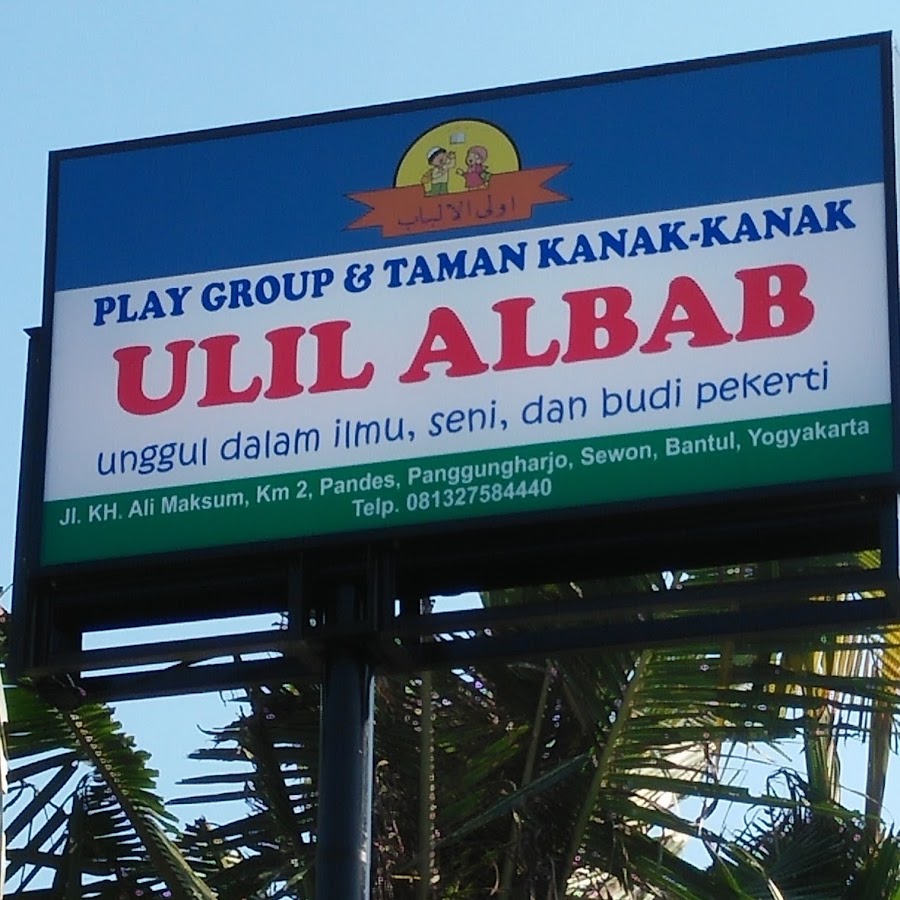 اولى الالباب
PLAY GROUP & TAMAN KANAK-KANAK
ULIL ALBAB
unggul dalam ilmu, seni, dan budi pekerti
Jl. KH. Ali Maksum, Km 2, Pandes, Panggungharjo, Sewon, Bantul, Yogyakarta
Telp. 081327584440